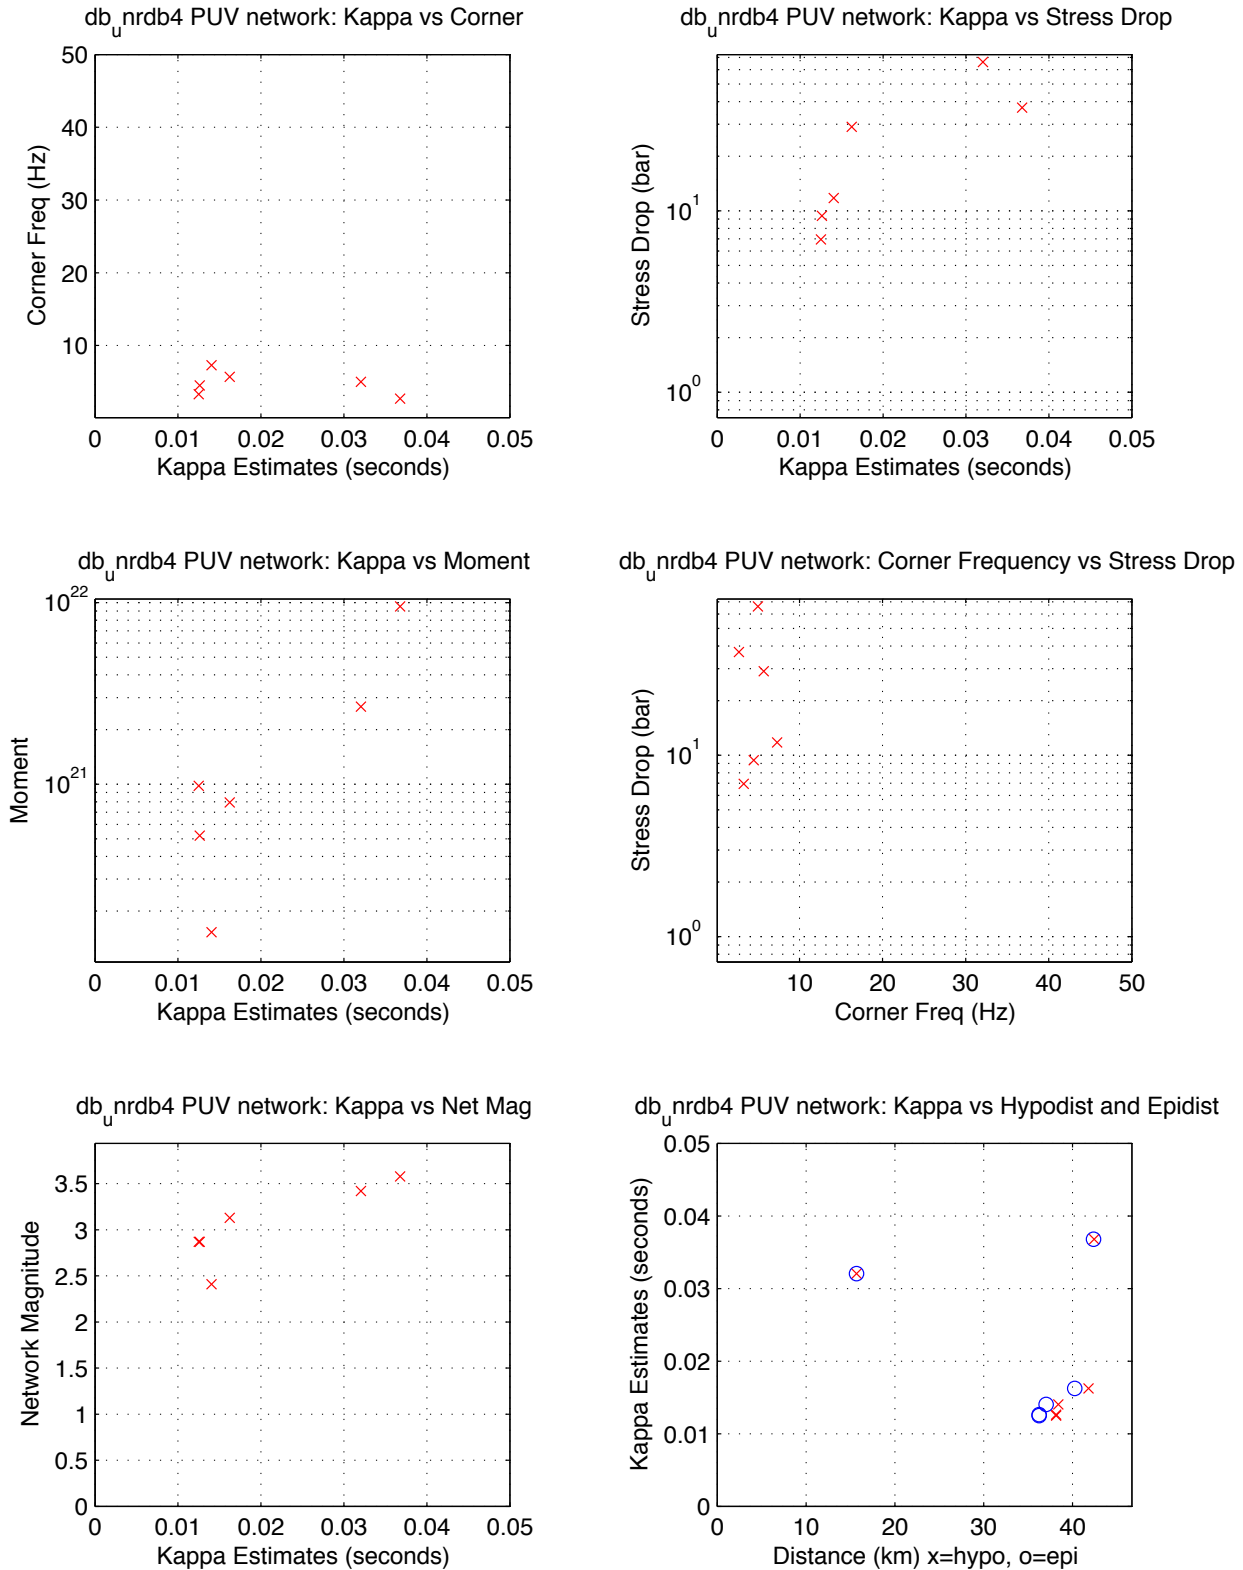 db_unrdb4 PUV network: Kappa vs Corner
50
40
30
20
10
Corner Freq (Hz)
0 0.01 0.02 0.03 0.04 0.05
Kappa Estimates (seconds)
db_unrdb4 PUV network: Kappa vs Stress Drop
10^1
10^0
Stress Drop (bar)
0 0.01 0.02 0.03 0.04 0.05
Kappa Estimates (seconds)
db_unrdb4 PUV network: Kappa vs Moment
10^22
10^21
Moment
0 0.01 0.02 0.03 0.04 0.05
Kappa Estimates (seconds)
db_unrdb4 PUV network: Corner Frequency vs Stress Drop
10^1
10^0
Stress Drop (bar)
10 20 30 40 50
Corner Freq (Hz)
db_unrdb4 PUV network: Kappa vs Net Mag
3.5
3
2.5
2
1.5
1
0.5
0
Network Magnitude
0 0.01 0.02 0.03 0.04 0.05
Kappa Estimates (seconds)
db_unrdb4 PUV network: Kappa vs Hypodist and Epidist
0.05
0.04
0.03
0.02
0.01
0
Kappa Estimates (seconds)
0 10 20 30 40
Distance (km) x=hypo, o=epi